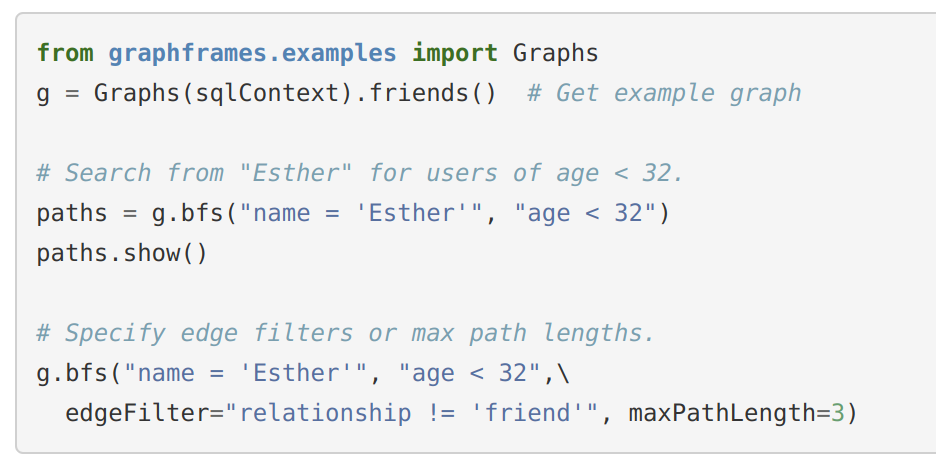 from graphframes.examples import Graphs
g = Graphs(sqlContext).friends()  # Get example graph

# Search from "Esther" for users of age < 32.
paths = g.bfs("name = 'Esther'", "age < 32")
paths.show()

# Specify edge filters or max path lengths.
g.bfs("name = 'Esther'", "age < 32",\
  edgeFilter="relationship != 'friend'", maxPathLength=3)